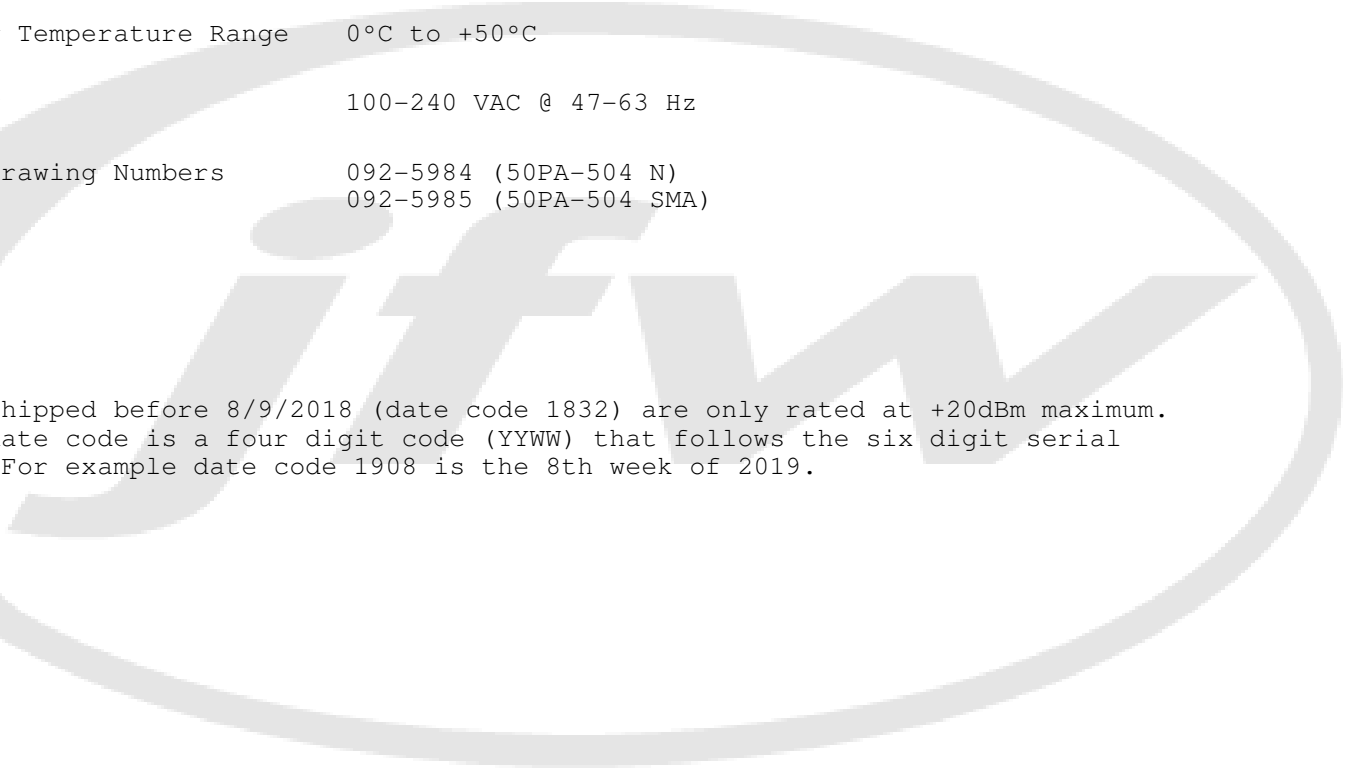 Temperature Range 0°C to +50°C
100-240 VAC @ 47-63 Hz
rawing Numbers 092-5984 (50PA-504 N)
092-5985 (50PA-504 SMA)
jfw
hipped before 8/9/2018 (date code 1832) are only rated at +20dBm maximum.
ate code is a four digit code (YYWW) that follows the six digit serial
For example date code 1908 is the 8th week of 2019.